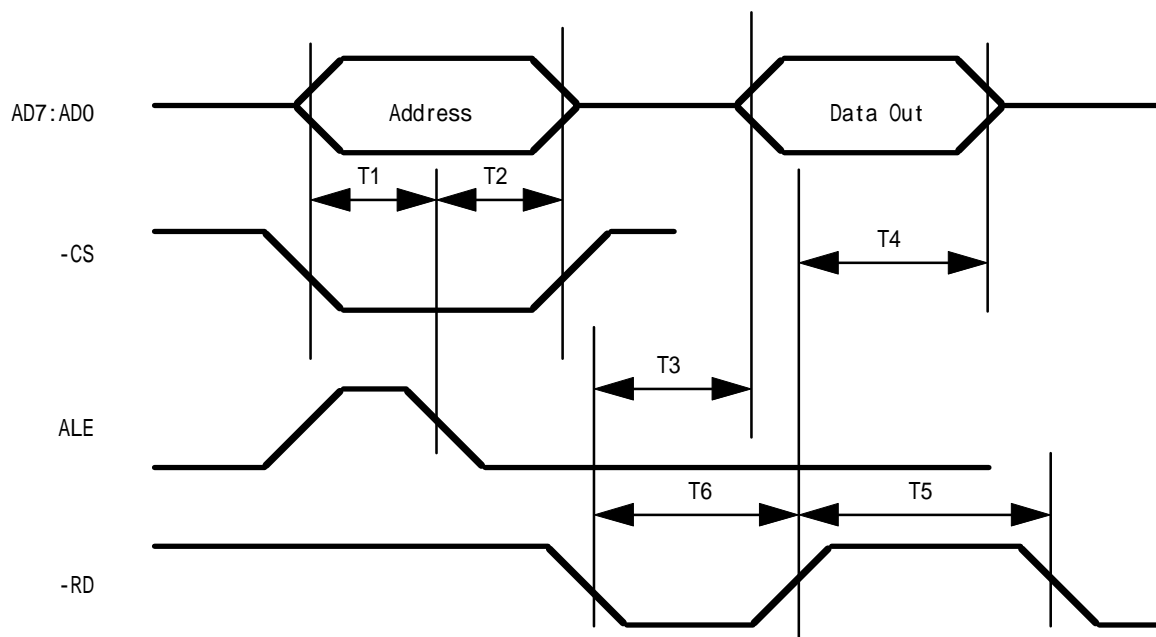 AD7:AD0
Address
Data Out
T1
T2
-CS
T4
T3
ALE
T6
T5
-RD